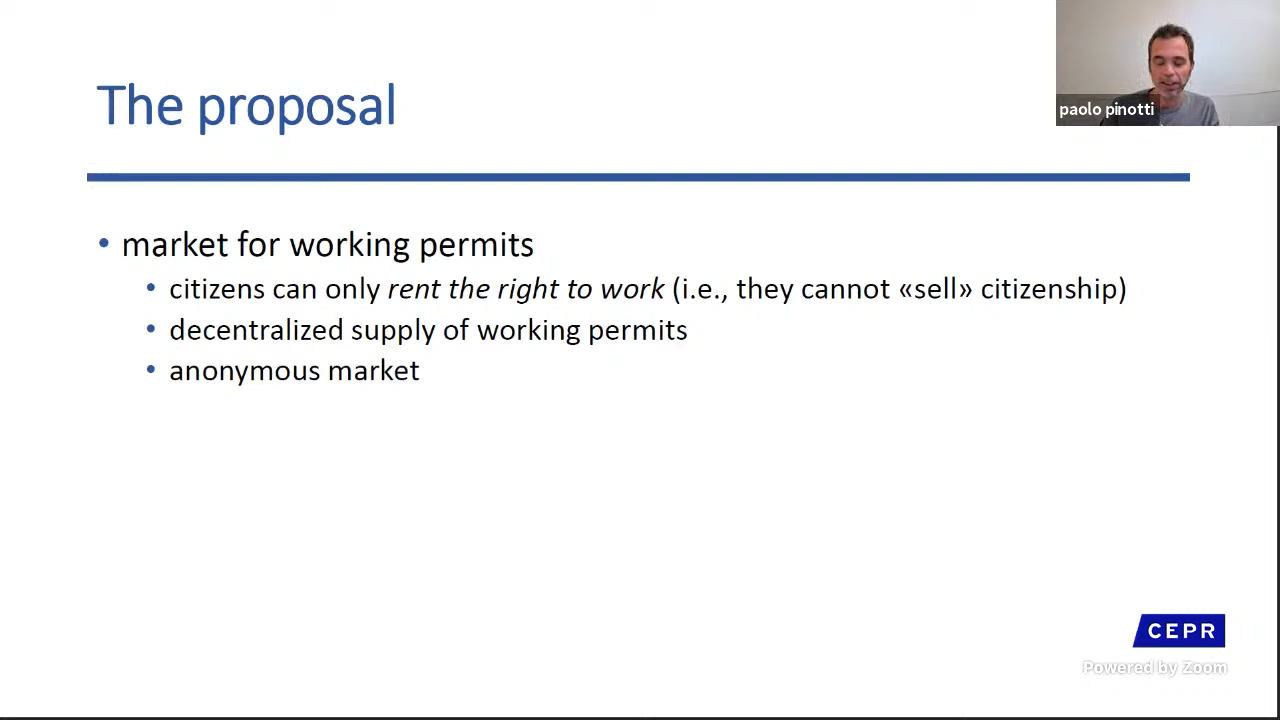 The proposal
paolo pinotti
• market for working permits
• citizens can only rent the right to work (i.e., they cannot «sell» citizenship)
• decentralized supply of working permits
• anonymous market
CEPR
Powered by Zoom